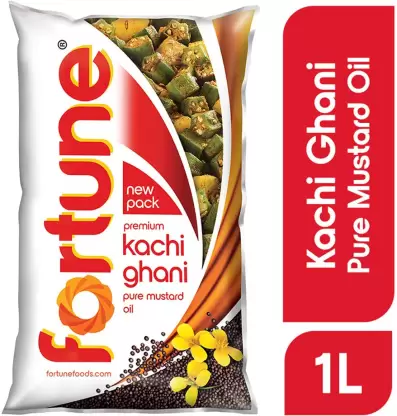 fortune®
new
pack
premium
kachi
ghani
pure mustard
oil
fortunefoods.com
Kachi Ghani
Pure Mustard Oil
1L